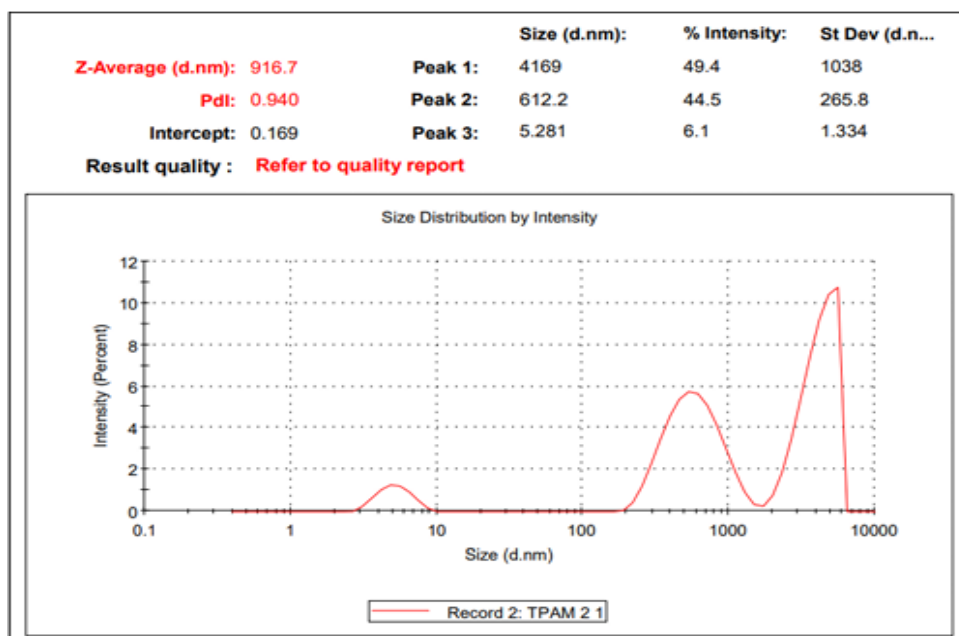 Size (d.nm): % Intensity: St Dev (d.n...
Z-Average (d.nm): 916.7 Peak 1: 4169 49.4 1038
PdI: 0.940 Peak 2: 612.2 44.5 265.8
Intercept: 0.169 Peak 3: 5.281 6.1 1.334
Result quality : Refer to quality report
Size Distribution by Intensity
12
10
8
6
4
2
0
Intensity (Percent)
0.1 1 10 100 1000 10000
Size (d.nm)
Record 2: TPAM 2 1